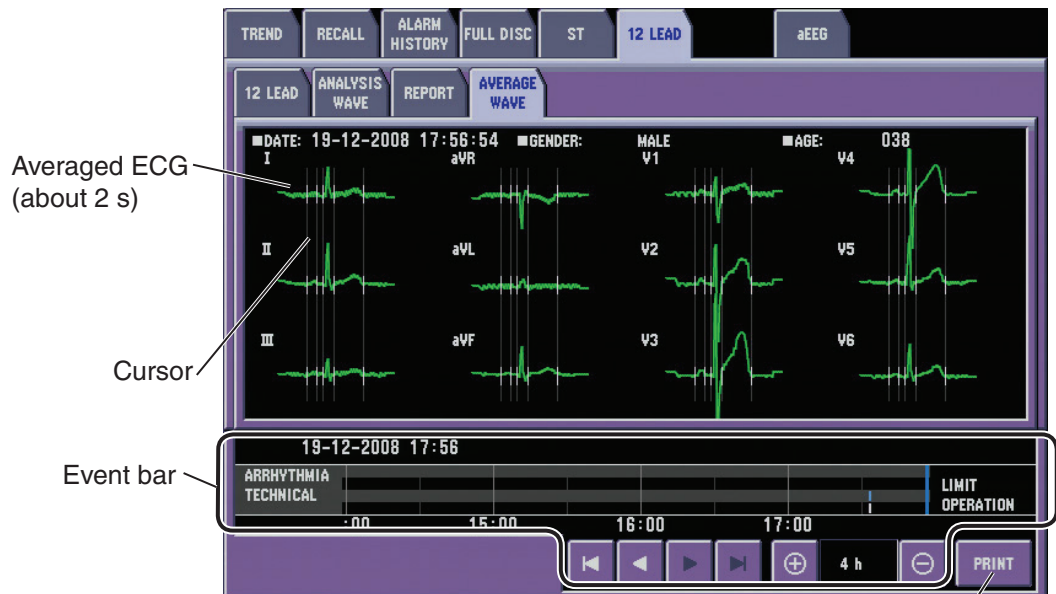 TREND RECALL ALARM HISTORY FULL DISC ST 12 LEAD aEEG
12 LEAD ANALYSIS WAVE REPORT AVERAGE WAVE
■DATE: 19-12-2008 17:56:54 ■GENDER: MALE ■AGE: 038
I aVR V1 V4
Averaged ECG
(about 2 s)
II aVL V2 V5
III aVF V3 V6
Cursor
19-12-2008 17:56
Event bar
ARRHYTHMIA
TECHNICAL
LIMIT
OPERATION
:00 15:00 16:00 17:00
4 h PRINT